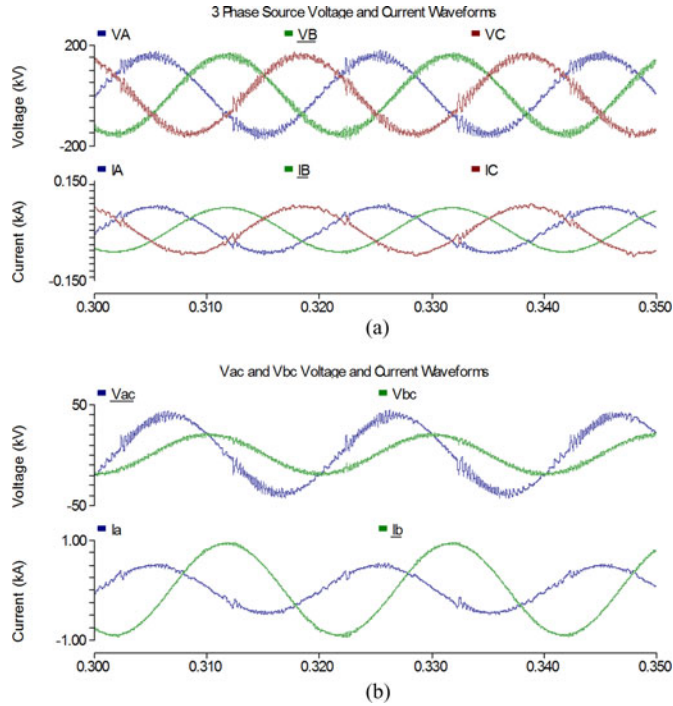 3 Phase Source Voltage and Current Waveforms
VA VB VC
200
Voltage (kV)
-200
IA IB IC
0.150
Current (kA)
-0.150
0.300 0.310 0.320 0.330 0.340 0.350
(a)
Vac and Vbc Voltage and Current Waveforms
Vac Vbc
50
Voltage (kV)
-50
Ia Ib
1.00
Current (kA)
-1.00
0.300 0.310 0.320 0.330 0.340 0.350
(b)